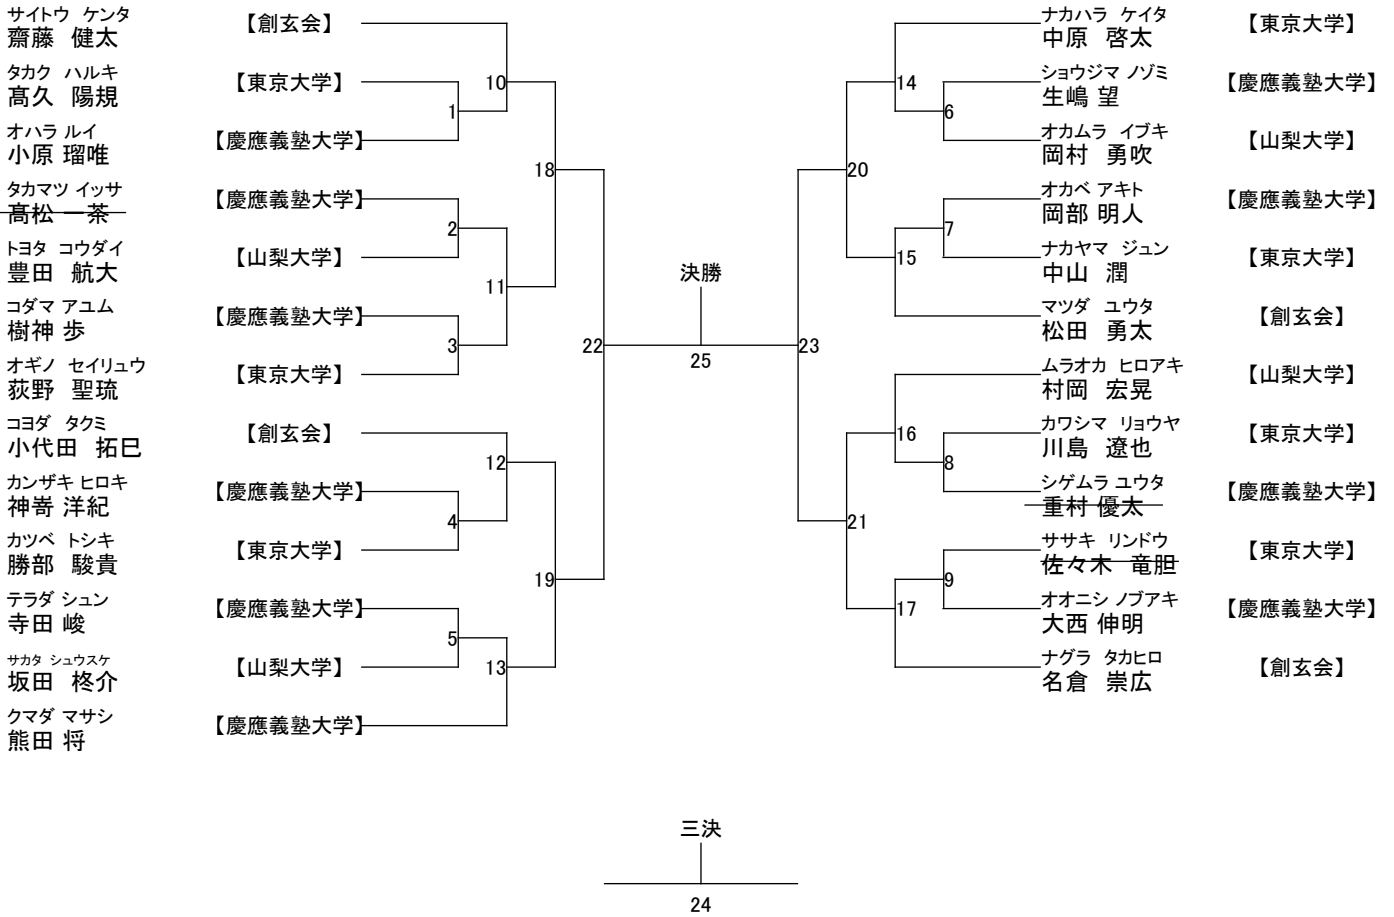 サイトウ ケンタ
齋藤 健太 【創玄会】
タカク ハルキ
髙久 陽規 【東京大学】
オハラ ルイ
小原 瑠唯 【慶應義塾大学】
タカマツ イッサ
髙松 一茶 【慶應義塾大学】
トヨタ コウダイ
豊田 航大 【山梨大学】
コダマ アユム
樹神 歩 【慶應義塾大学】
オギノ セイリュウ
荻野 聖琉 【東京大学】
コヨダ タクミ
小代田 拓巳 【創玄会】
カンザキ ヒロキ
神嵜 洋紀 【慶應義塾大学】
カツベ トシキ
勝部 駿貴 【東京大学】
テラダ シュン
寺田 峻 【慶應義塾大学】
サカタ シュウスケ
坂田 柊介 【山梨大学】
クマダ マサシ
熊田 将 【慶應義塾大学】
1
2
3
4
5
10
11
12
13
18
19
22
決勝
25
23
20
21
14
15
16
17
6
7
8
9
ナカハラ ケイタ
中原 啓太 【東京大学】
ショウジマ ノゾミ
生嶋 望 【慶應義塾大学】
オカムラ イブキ
岡村 勇吹 【山梨大学】
オカベ アキト
岡部 明人 【慶應義塾大学】
ナカヤマ ジュン
中山 潤 【東京大学】
マツダ ユウタ
松田 勇太 【創玄会】
ムラオカ ヒロアキ
村岡 宏晃 【山梨大学】
カワシマ リョウヤ
川島 遼也 【東京大学】
シゲムラ ユウタ
重村 優太 【慶應義塾大学】
ササキ リンドウ
佐々木 竜胆 【東京大学】
オオニシ ノブアキ
大西 伸明 【慶應義塾大学】
ナグラ タカヒロ
名倉 崇広 【創玄会】
三決
24